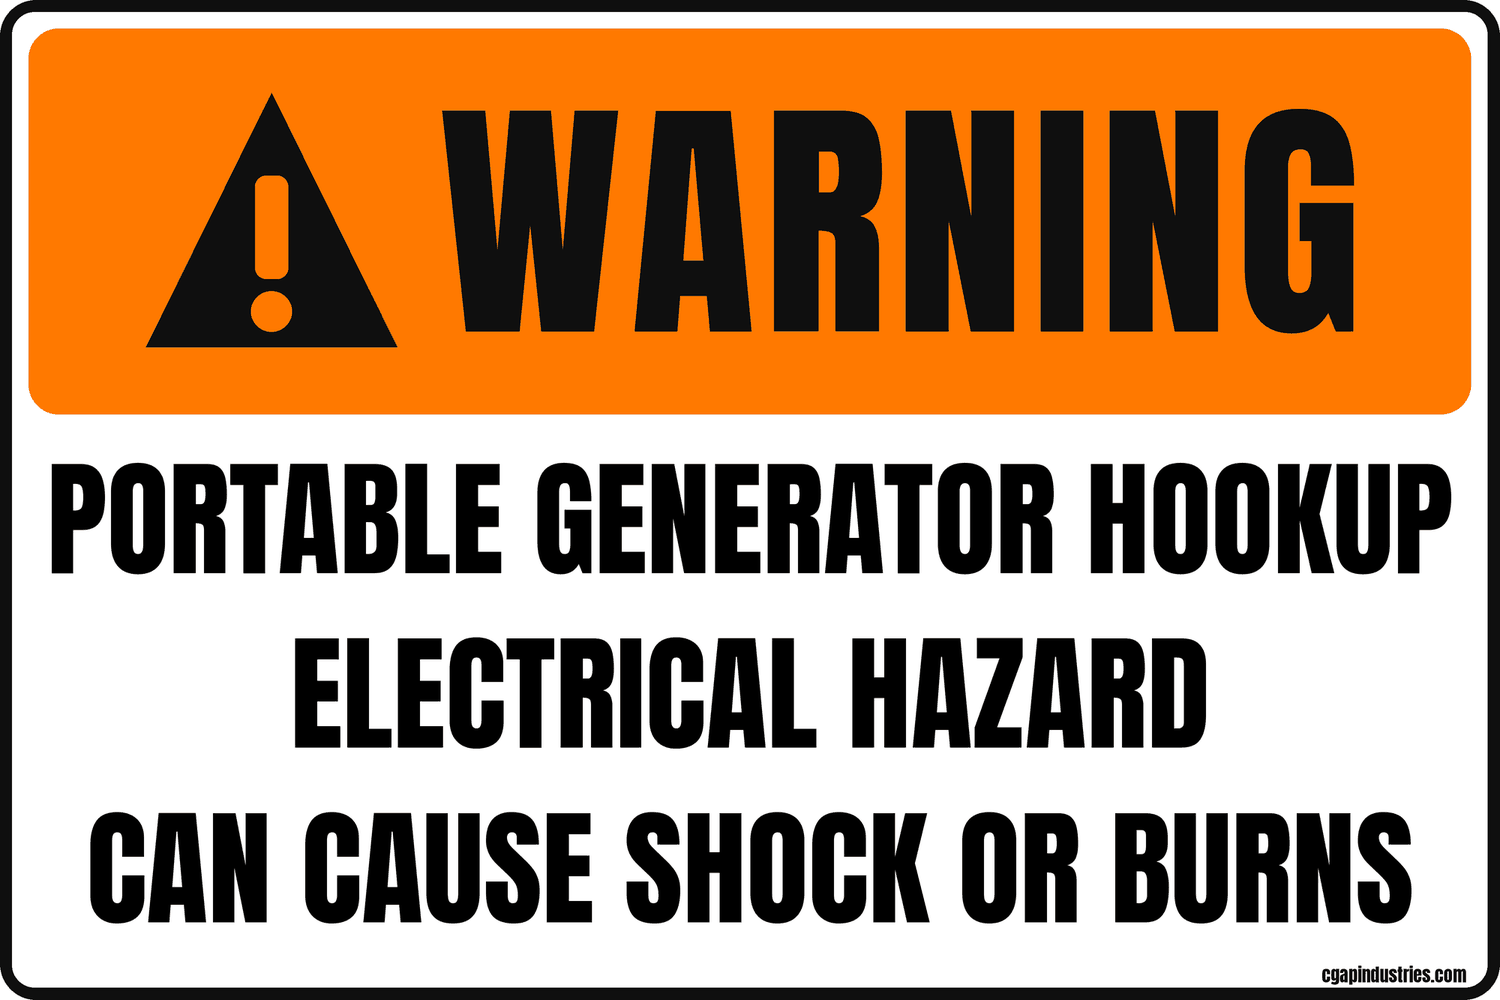 WARNING
PORTABLE GENERATOR HOOKUP
ELECTRICAL HAZARD
CAN CAUSE SHOCK OR BURNS
cgapindustries.com